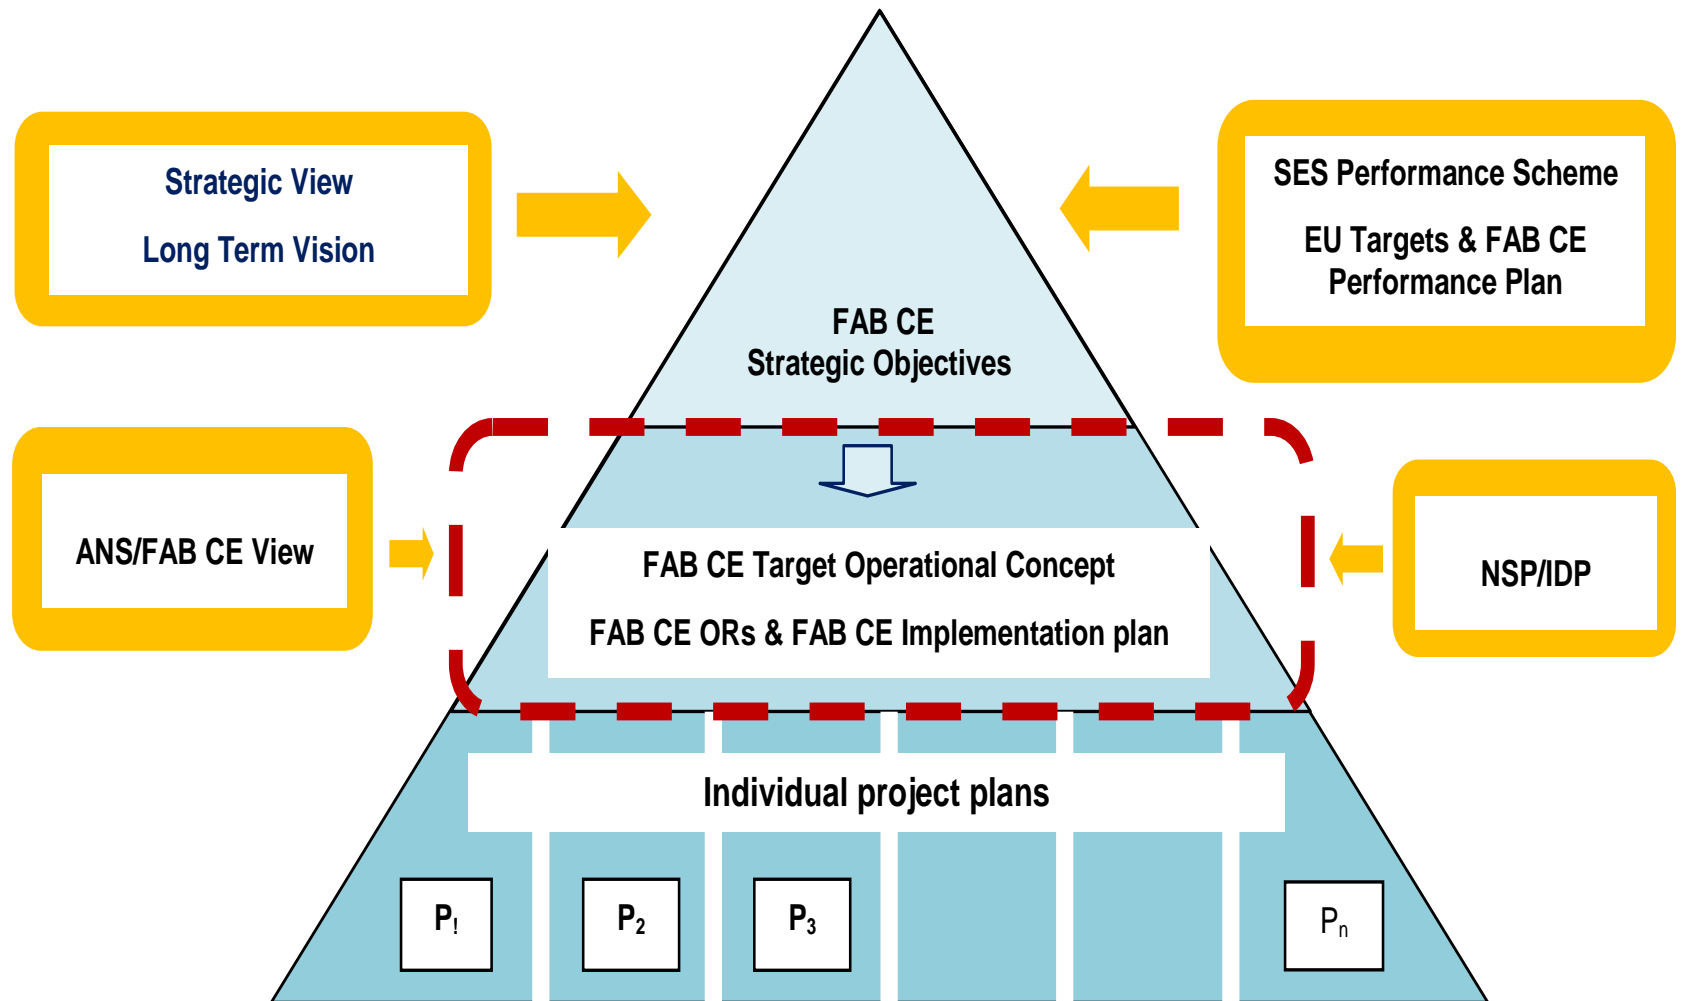 Strategic View
Long Term Vision
SES Performance Scheme
EU Targets & FAB CE
Performance Plan
FAB CE
Strategic Objectives
ANS/FAB CE View
FAB CE Target Operational Concept
FAB CE ORs & FAB CE Implementation plan
NSP/IDP
Individual project plans
P!
P2
P3
Pn